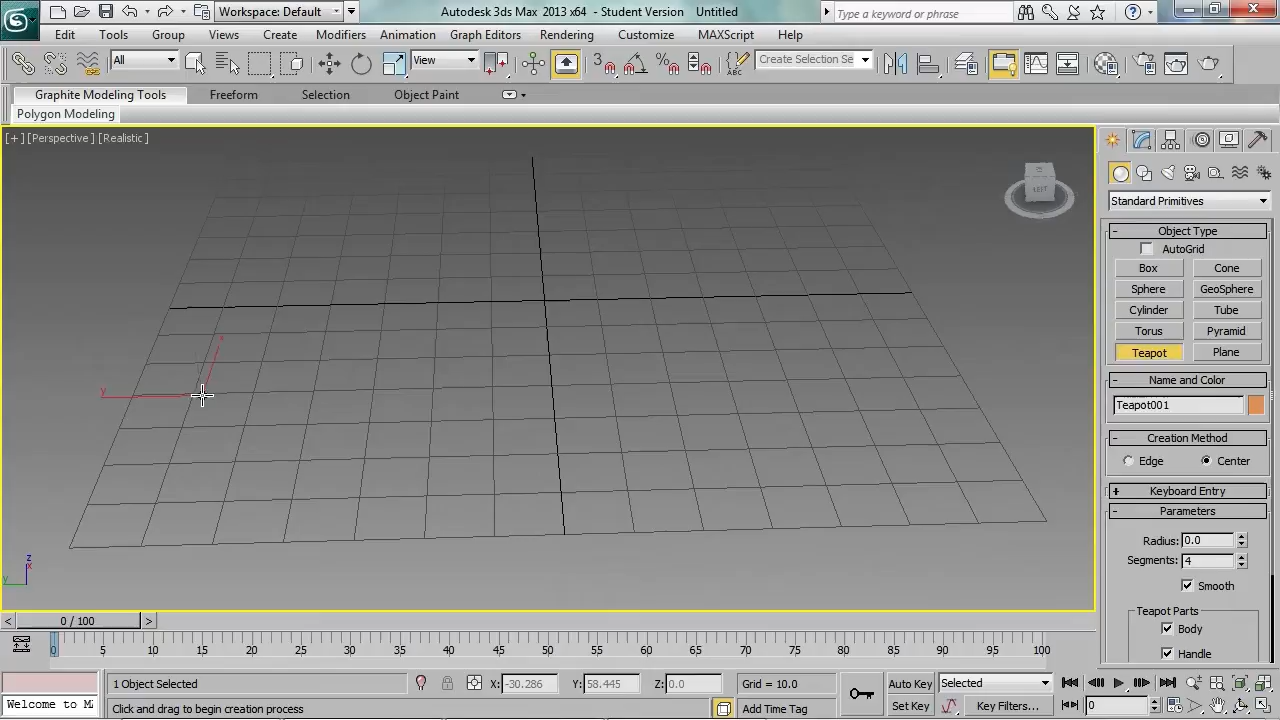 Workspace: Default
Autodesk 3ds Max 2013 x64 - Student Version Untitled
Type a keyword or phrase
Edit Tools Group Views Create Modifiers Animation Graph Editors Rendering Customize MAXScript Help
All
View
3
Create Selection Se
Graphite Modeling Tools Freeform Selection Object Paint
Polygon Modeling
[+] [Perspective] [Realistic]
LEFT
Standard Primitives
- Object Type
AutoGrid
Box Cone
Sphere GeoSphere
Cylinder Tube
Torus Pyramid
Teapot Plane
- Name and Color
Teapot001
- Creation Method
Edge Center
+ Keyboard Entry
- Parameters
Radius: 0.0
Segments: 4
Smooth
Teapot Parts
Body
Handle
x
y
z
x
y
< 0 / 100 >
0 5 10 15 20 25 30 35 40 45 50 55 60 65 70 75 80 85 90 95 100
1 Object Selected
X: -30.286 Y: 58.445 Z: 0.0 Grid = 10.0
Auto Key Selected
Welcome to M
Click and drag to begin creation process
Add Time Tag
Set Key Key Filters... 0